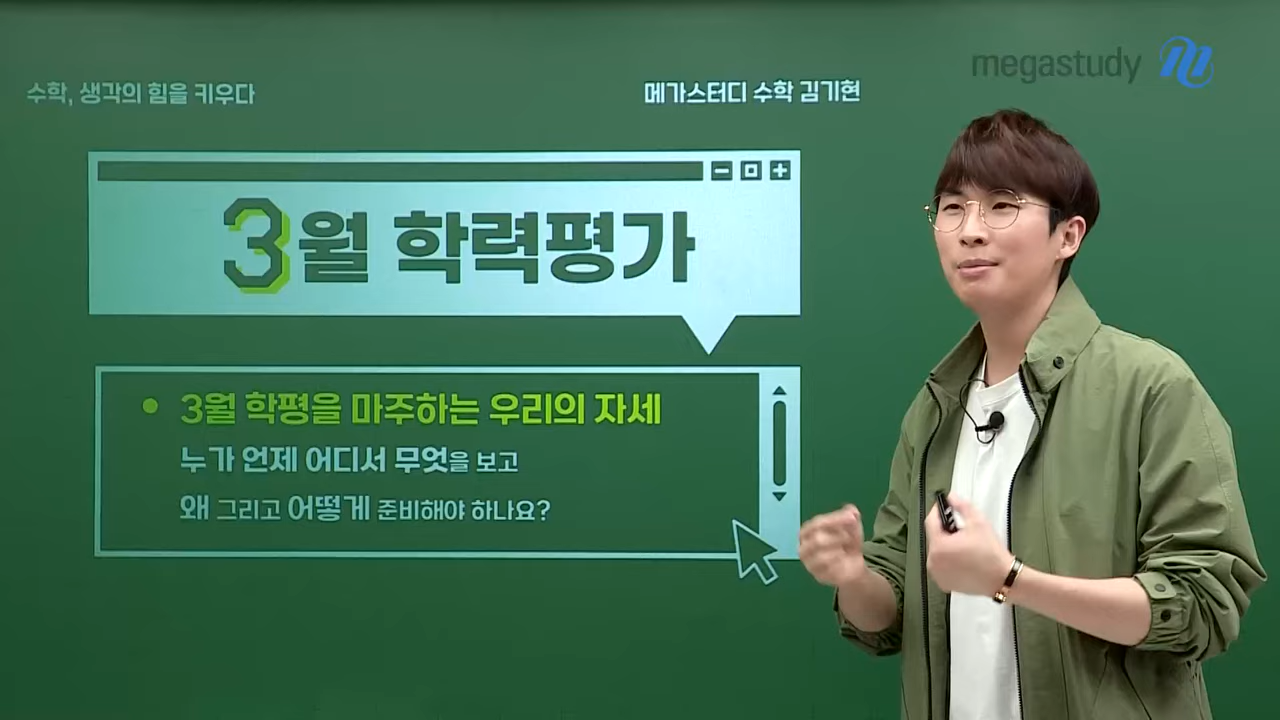 megastudy
수학, 생각의 힘을 키우다
메가스터디 수학 김기현
3월 학력평가
3월 학평을 마주하는 우리의 자세
누가 언제 어디서 무엇을 보고
왜 그리고 어떻게 준비해야 하나요?